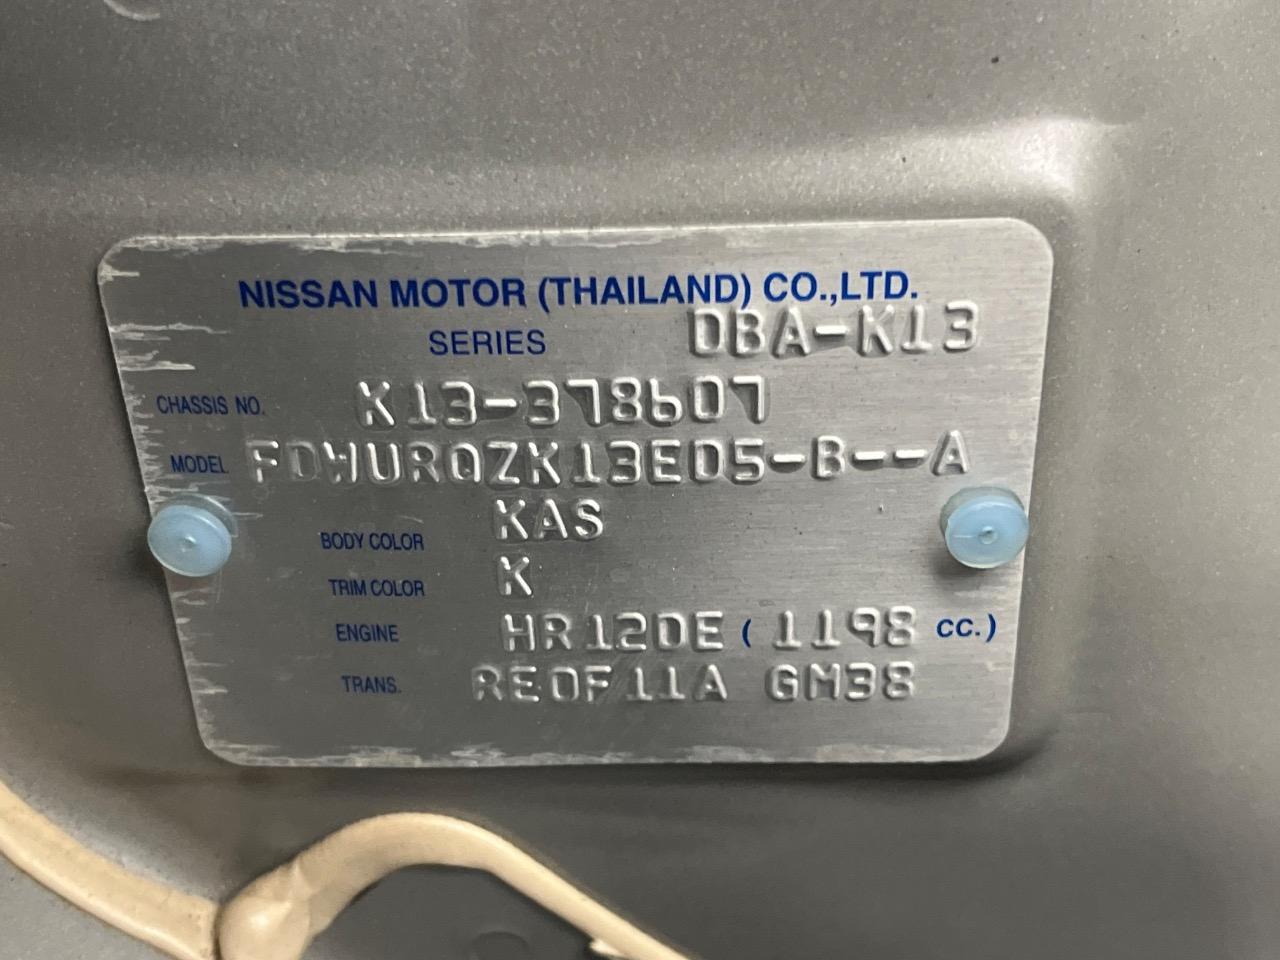 NISSAN MOTOR (THAILAND) CO.,LTD.
SERIES DBA-K13
CHASSIS NO. K13-378607
MODEL FDWURQZK13EO5-B--A
BODY COLOR KAS
TRIM COLOR K
ENGINE HR12DE (1198 CC.)
TRANS. RE0F11A GM38